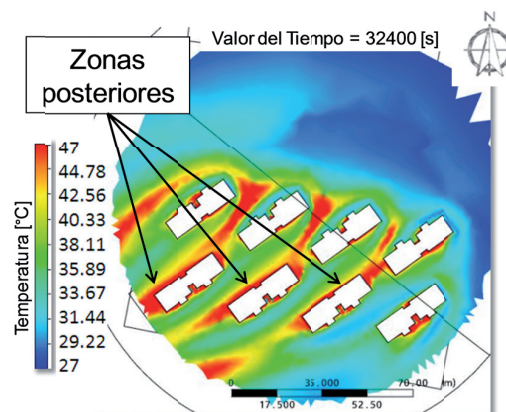 N
Valor del Tiempo = 32400 [s]
Zonas
posteriores
Temperatura [°C]
47
44.78
42.56
40.33
38.11
35.89
33.67
31.44
29.22
27
0 35.000 70.00 (m)
17.500 52.50